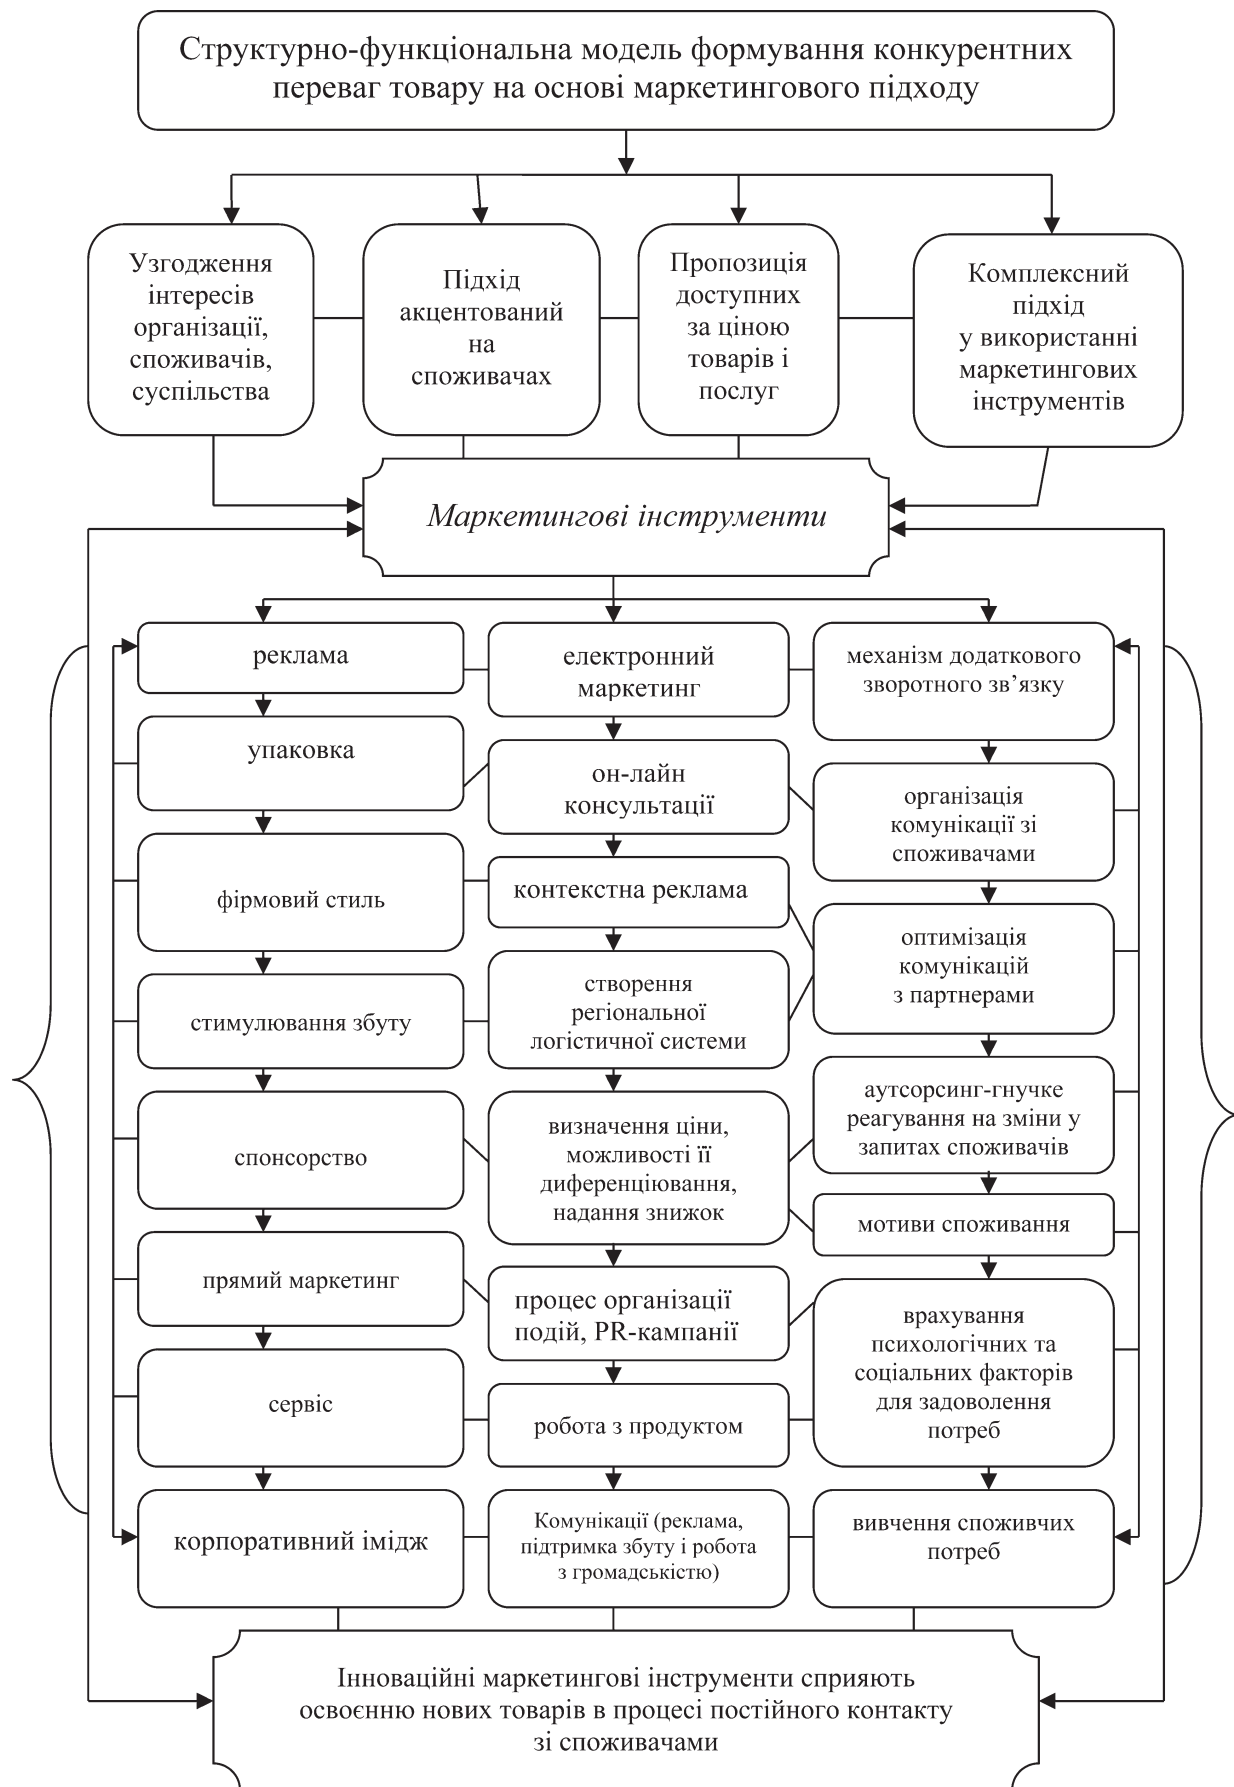 Структурно-функціональна модель формування конкурентних
переваг товару на основі маркетингового підходу
Узгодження
інтересів
організації,
споживачів,
суспільства
Підхід
акцентований
на
споживачах
Пропозиція
доступних
за ціною
товарів і
послуг
Комплексний
підхід
у використанні
маркетингових
інструментів
Маркетингові інструменти
реклама
упаковка
фірмовий стиль
стимулювання збуту
спонсорство
прямий маркетинг
сервіс
корпоративний імідж
електронний
маркетинг
он-лайн
консультації
контекстна реклама
створення
регіональної
логістичної системи
визначення ціни,
можливості її
диференціювання,
надання знижок
процес організації
подій, PR-кампанії
робота з продуктом
Комунікації (реклама,
підтримка збуту і робота
з громадськістю)
механізм додаткового
зворотного зв’язку
організація
комунікації зі
споживачами
оптимізація
комунікацій
з партнерами
аутсорсинг-гнучке
реагування на зміни у
запитах споживачів
мотиви споживання
врахування
психологічних та
соціальних факторів
для задоволення
потреб
вивчення споживчих
потреб
Інноваційні маркетингові інструменти сприяють
освоєнню нових товарів в процесі постійного контакту
зі споживачами